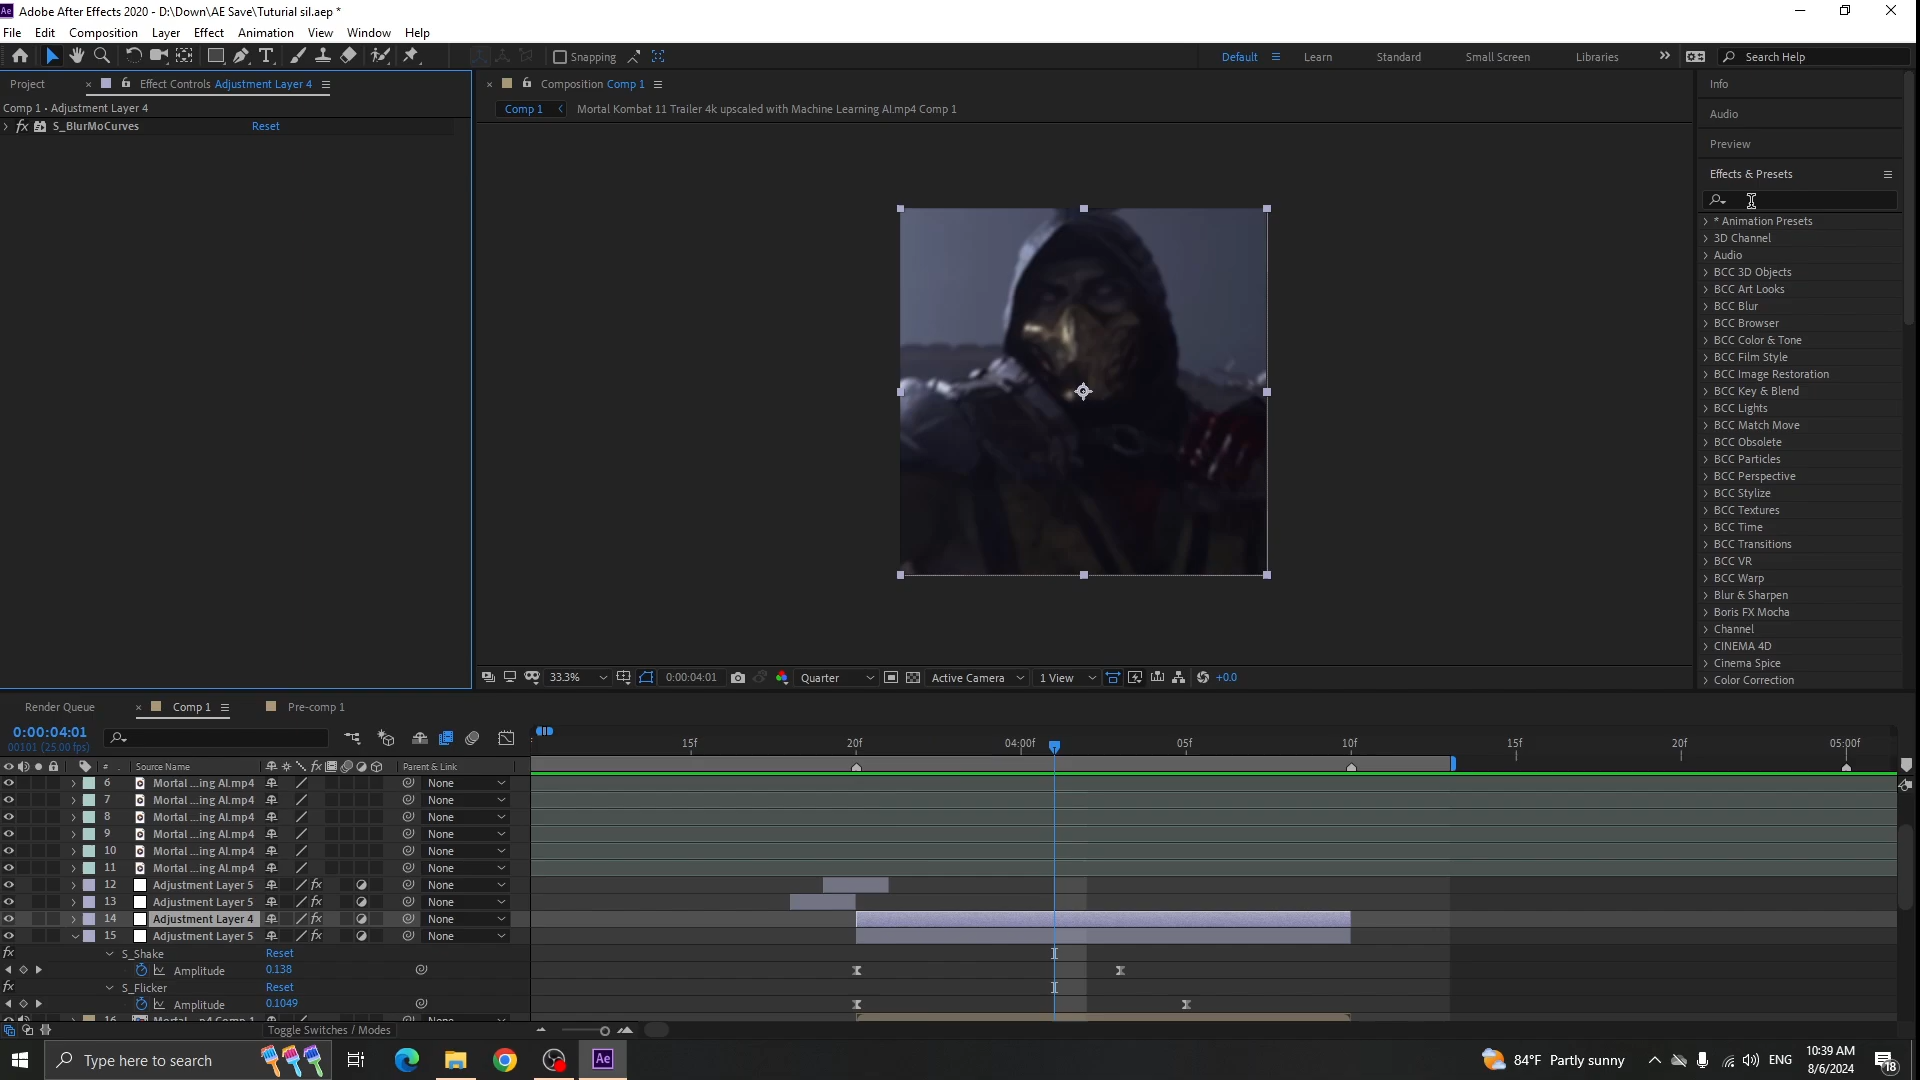 Adobe After Effects 2020 - D:\Down\AE Save\Tuturial sil.aep *
File Edit Composition Layer Effect Animation View Window Help
Snapping Default Learn Standard Small Screen Libraries Search Help
Project Effect Controls Adjustment Layer 4
Comp 1 • Adjustment Layer 4
fx S_BlurMoCurves Reset
Composition Comp 1
Comp 1 Mortal Kombat 11 Trailer 4k upscaled with Machine Learning AI.mp4 Comp 1
33.3% 0:00:04:01 Quarter Active Camera 1 View +0.0
Info
Audio
Preview
Effects & Presets
* Animation Presets
3D Channel
Audio
BCC 3D Objects
BCC Art Looks
BCC Blur
BCC Browser
BCC Color & Tone
BCC Film Style
BCC Image Restoration
BCC Key & Blend
BCC Lights
BCC Match Move
BCC Obsolete
BCC Particles
BCC Perspective
BCC Stylize
BCC Textures
BCC Time
BCC Transitions
BCC VR
BCC Warp
Blur & Sharpen
Boris FX Mocha
Channel
CINEMA 4D
Cinema Spice
Color Correction
Render Queue Comp 1 Pre-comp 1
0:00:04:01
00101 (25.00 fps)
15f 20f 04:00f 05f 10f 15f 20f 05:00f
# Source Name Parent & Link
6 Mortal ...ing AI.mp4 None
7 Mortal ...ing AI.mp4 None
8 Mortal ...ing AI.mp4 None
9 Mortal ...ing AI.mp4 None
10 Mortal ...ing AI.mp4 None
11 Mortal ...ing AI.mp4 None
12 Adjustment Layer 5 fx None
13 Adjustment Layer 5 fx None
14 Adjustment Layer 4 fx None
15 Adjustment Layer 5 fx None
fx S_Shake Reset
Amplitude 0.138
fx S_Flicker Reset
Amplitude 0.1049
Toggle Switches / Modes
Type here to search
Ae
84°F Partly sunny
ENG
10:39 AM
8/6/2024
18